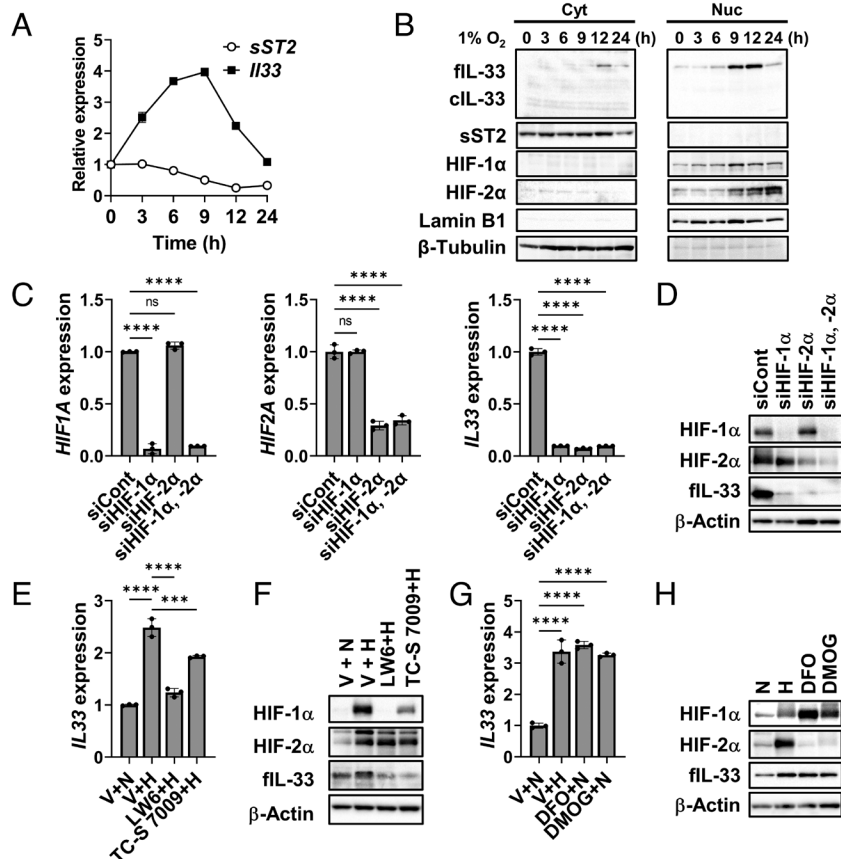 A
sST2
Il33
Relative expression
5
4
3
2
1
0
0 3 6 9 12 24
Time (h)
B
Cyt Nuc
1% O2 0 3 6 9 12 24 (h) 0 3 6 9 12 24 (h)
fIL-33
cIL-33
sST2
HIF-1α
HIF-2α
Lamin B1
β-Tubulin
C
HIF1A expression
1.5
1.0
0.5
0.0
****
ns
****
siCont
siHIF-1α
siHIF-2α
siHIF-1α, -2α
HIF2A expression
1.5
1.0
0.5
0.0
****
****
ns
siCont
siHIF-1α
siHIF-2α
siHIF-1α, -2α
IL33 expression
1.5
1.0
0.5
0.0
****
****
****
siCont
siHIF-1α
siHIF-2α
siHIF-1α, -2α
D
siCont
siHIF-1α
siHIF-2α
siHIF-1α, -2α
HIF-1α
HIF-2α
fIL-33
β-Actin
E
IL33 expression
3
2
1
0
****
**** ***
V+N
V+H
LW6+H
TC-S 7009+H
F
V + N
V + H
LW6+H
TC-S 7009+H
HIF-1α
HIF-2α
fIL-33
β-Actin
G
IL33 expression
5
4
3
2
1
0
****
****
****
V+N
V+H
DFO+N
DMOG+N
H
N
H
DFO
DMOG
HIF-1α
HIF-2α
fIL-33
β-Actin